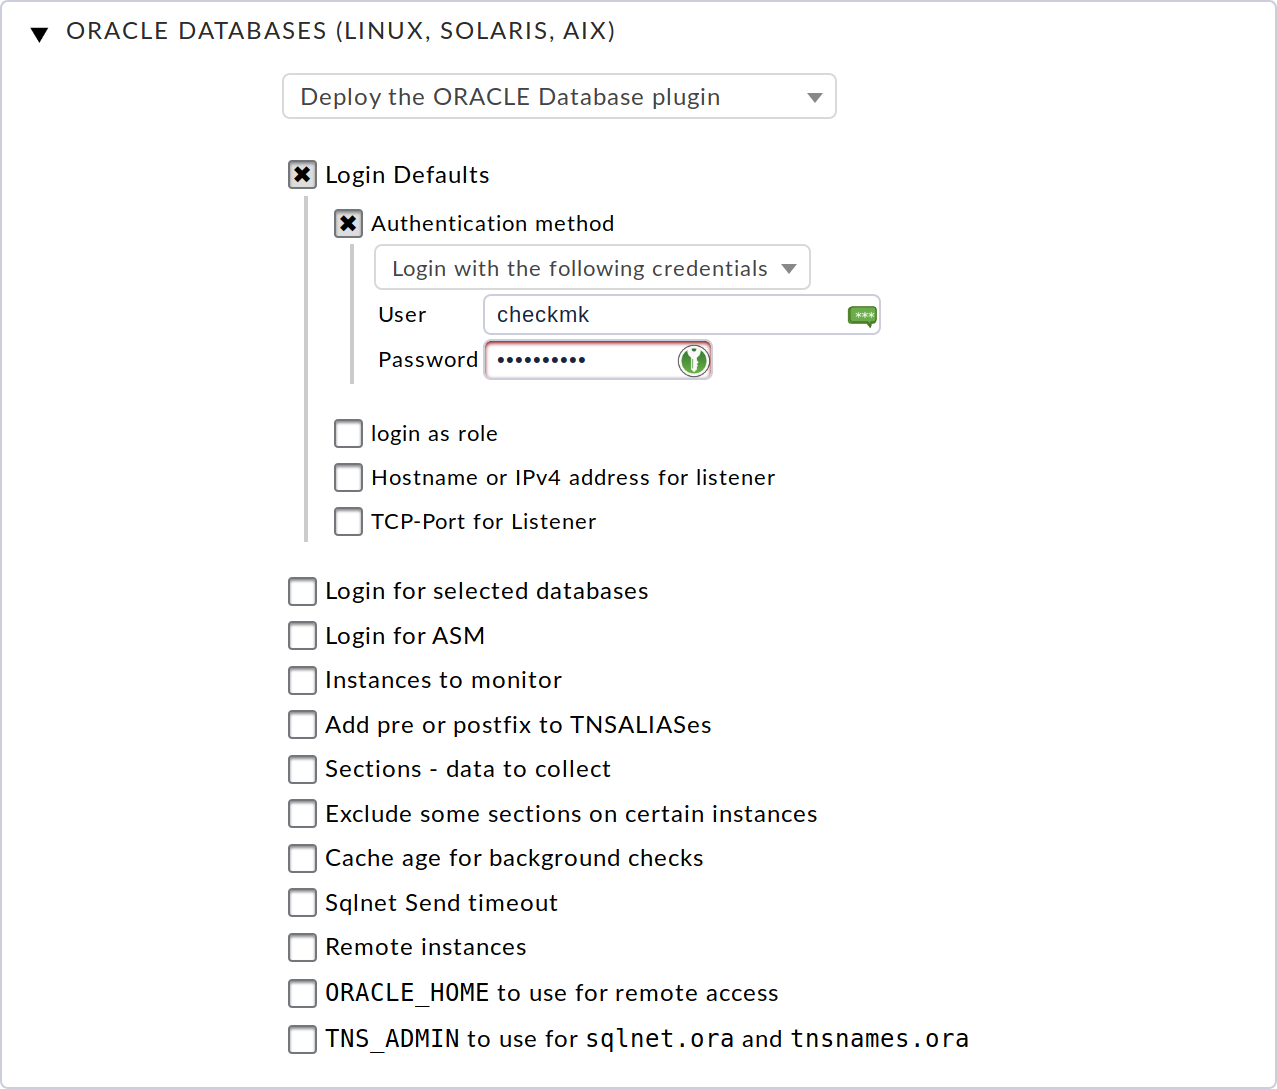 ORACLE DATABASES (LINUX, SOLARIS, AIX)
Deploy the ORACLE Database plugin
Login Defaults
Authentication method
Login with the following credentials
User checkmk ***
Password ••••••••••
login as role
Hostname or IPv4 address for listener
TCP-Port for Listener
Login for selected databases
Login for ASM
Instances to monitor
Add pre or postfix to TNSALIASes
Sections - data to collect
Exclude some sections on certain instances
Cache age for background checks
Sqlnet Send timeout
Remote instances
ORACLE_HOME to use for remote access
TNS_ADMIN to use for sqlnet.ora and tnsnames.ora